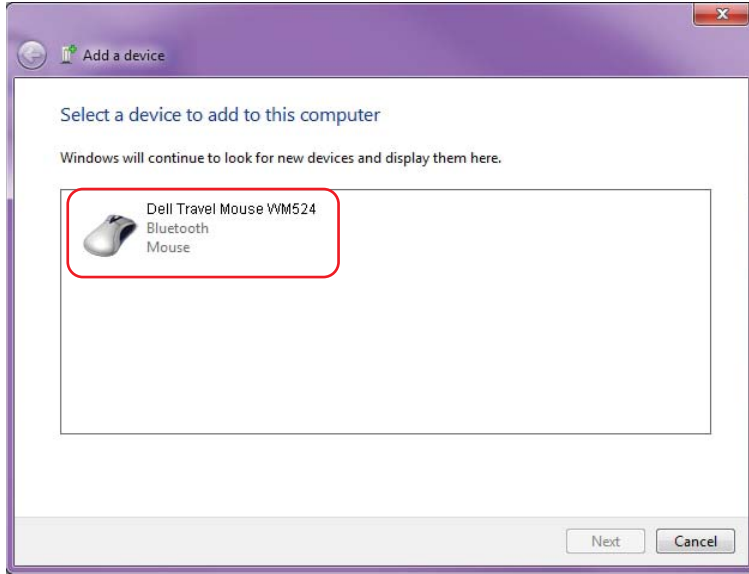 Add a device
Select a device to add to this computer
Windows will continue to look for new devices and display them here.
Dell Travel Mouse WM524
Bluetooth
Mouse
Next
Cancel